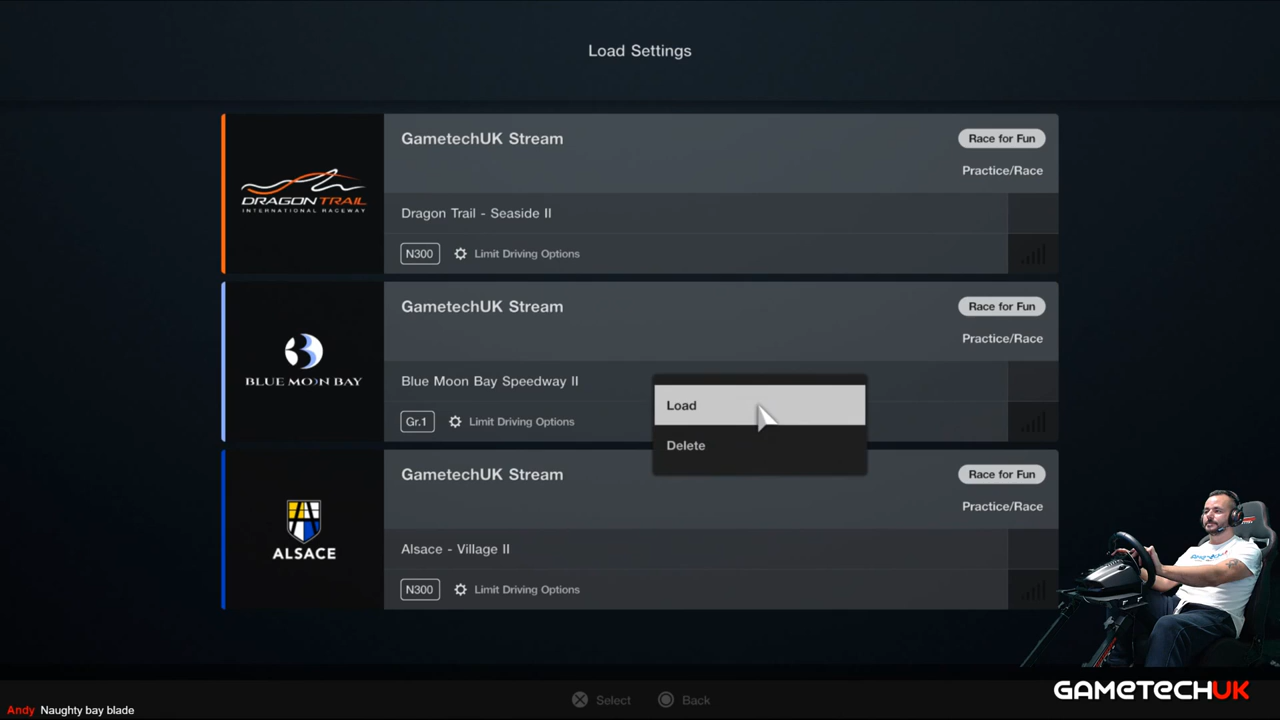 Load Settings
DRAGON TRAIL
INTERNATIONAL RACEWAY
GametechUK Stream
Race for Fun
Practice/Race
Dragon Trail - Seaside II
N300 Limit Driving Options
BLUE MOON BAY
GametechUK Stream
Race for Fun
Practice/Race
Blue Moon Bay Speedway II
Gr.1 Limit Driving Options
Load
Delete
ALSACE
GametechUK Stream
Race for Fun
Practice/Race
Alsace - Village II
N300 Limit Driving Options
GAMETECHUK
Select Back
Andy Naughty bay blade